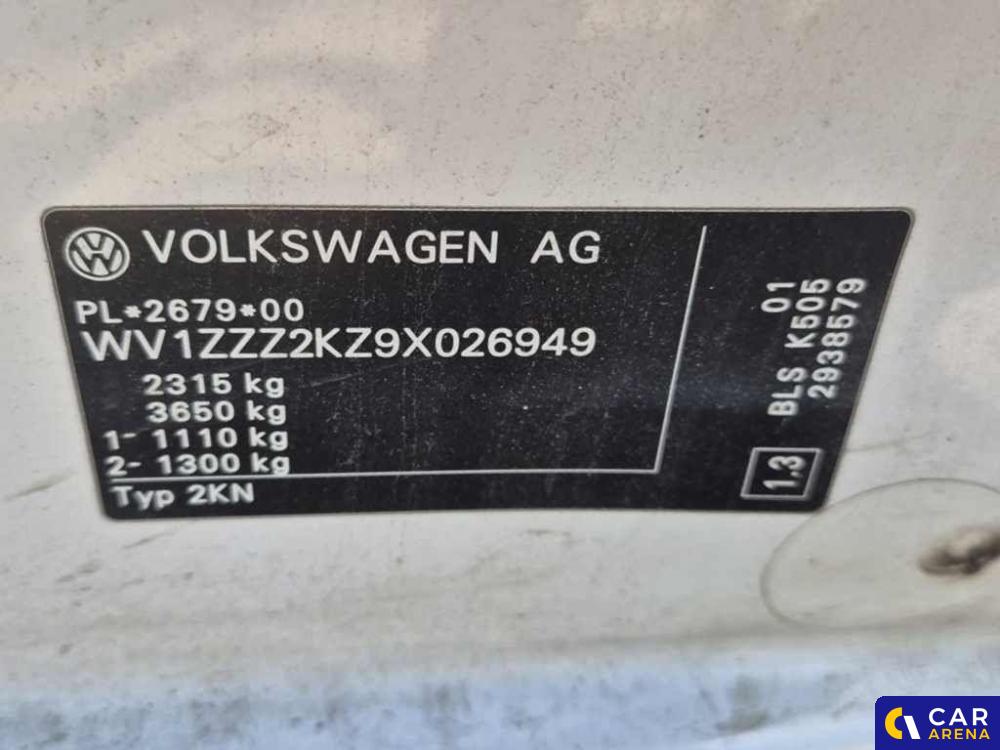 VOLKSWAGEN AG
PL*2679*00
WV1ZZZ2KZ9X026949
2315 kg
3650 kg
1- 1110 kg
2- 1300 kg
Typ 2KN
01
BLS K505
2938579
1.3
CAR
ARENA